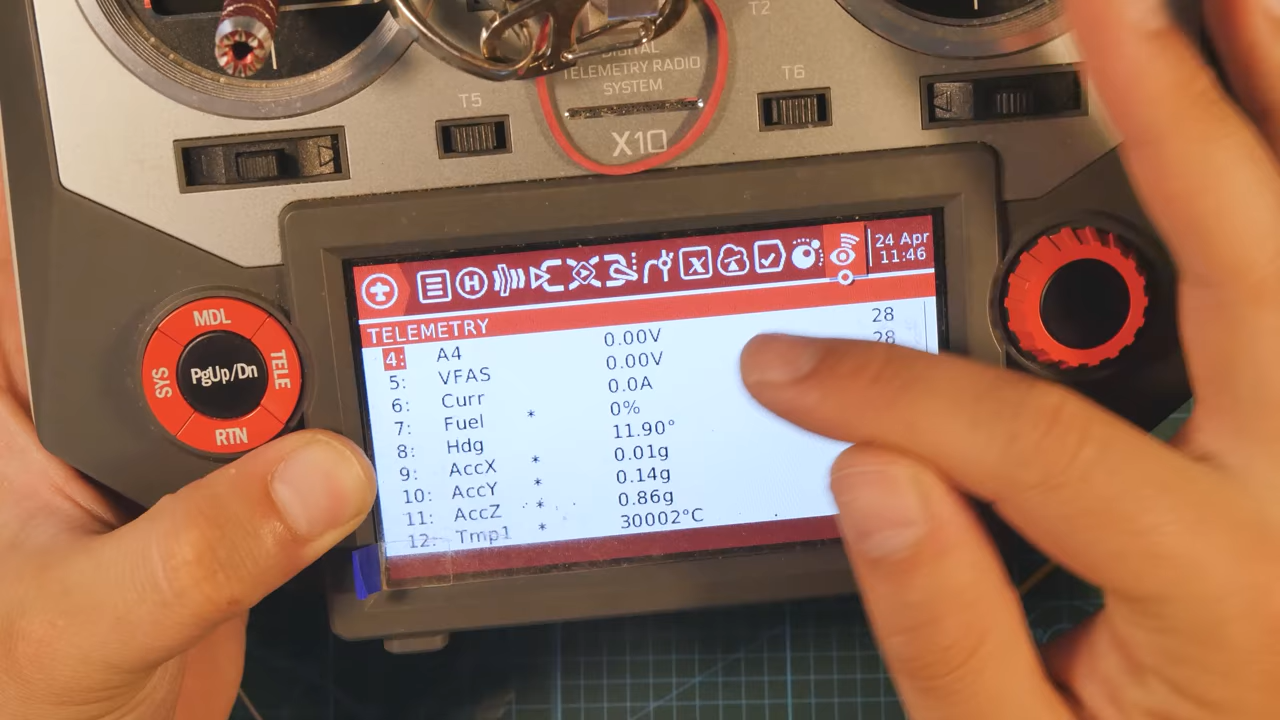 T2
DIGITAL
TELEMETRY RADIO
SYSTEM
T5
T6
X10
24 Apr
11:46
TELEMETRY
4: A4 0.00V 28
5: VFAS 0.00V 28
6: Curr 0.0A
7: Fuel * 0%
8: Hdg 11.90°
9: AccX * 0.01g
10: AccY * 0.14g
11: AccZ * 0.86g
12: Tmp1 * 30002°C
MDL
SYS
PgUp/Dn
TELE
RTN